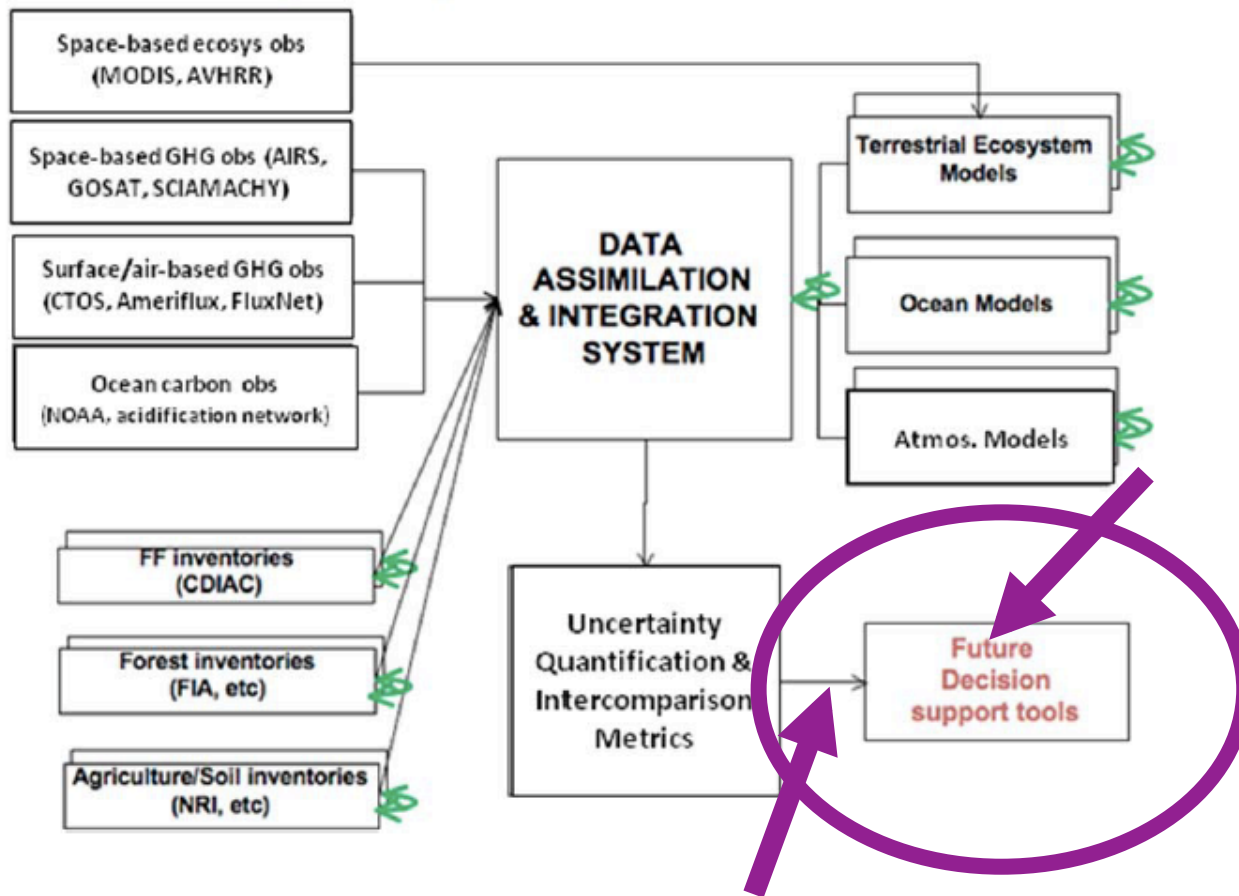 Space-based ecosys obs
(MODIS, AVHRR)
Space-based GHG obs (AIRS,
GOSAT, SCIAMACHY)
Surface/air-based GHG obs
(CTOS, Ameriflux, FluxNet)
Ocean carbon obs
(NOAA, acidification network)
FF inventories
(CDIAC)
Forest inventories
(FIA, etc)
Agriculture/Soil inventories
(NRI, etc)
DATA
ASSIMILATION
& INTEGRATION
SYSTEM
Terrestrial Ecosystem
Models
Ocean Models
Atmos. Models
Uncertainty
Quantification &
Intercomparison
Metrics
Future
Decision
support tools